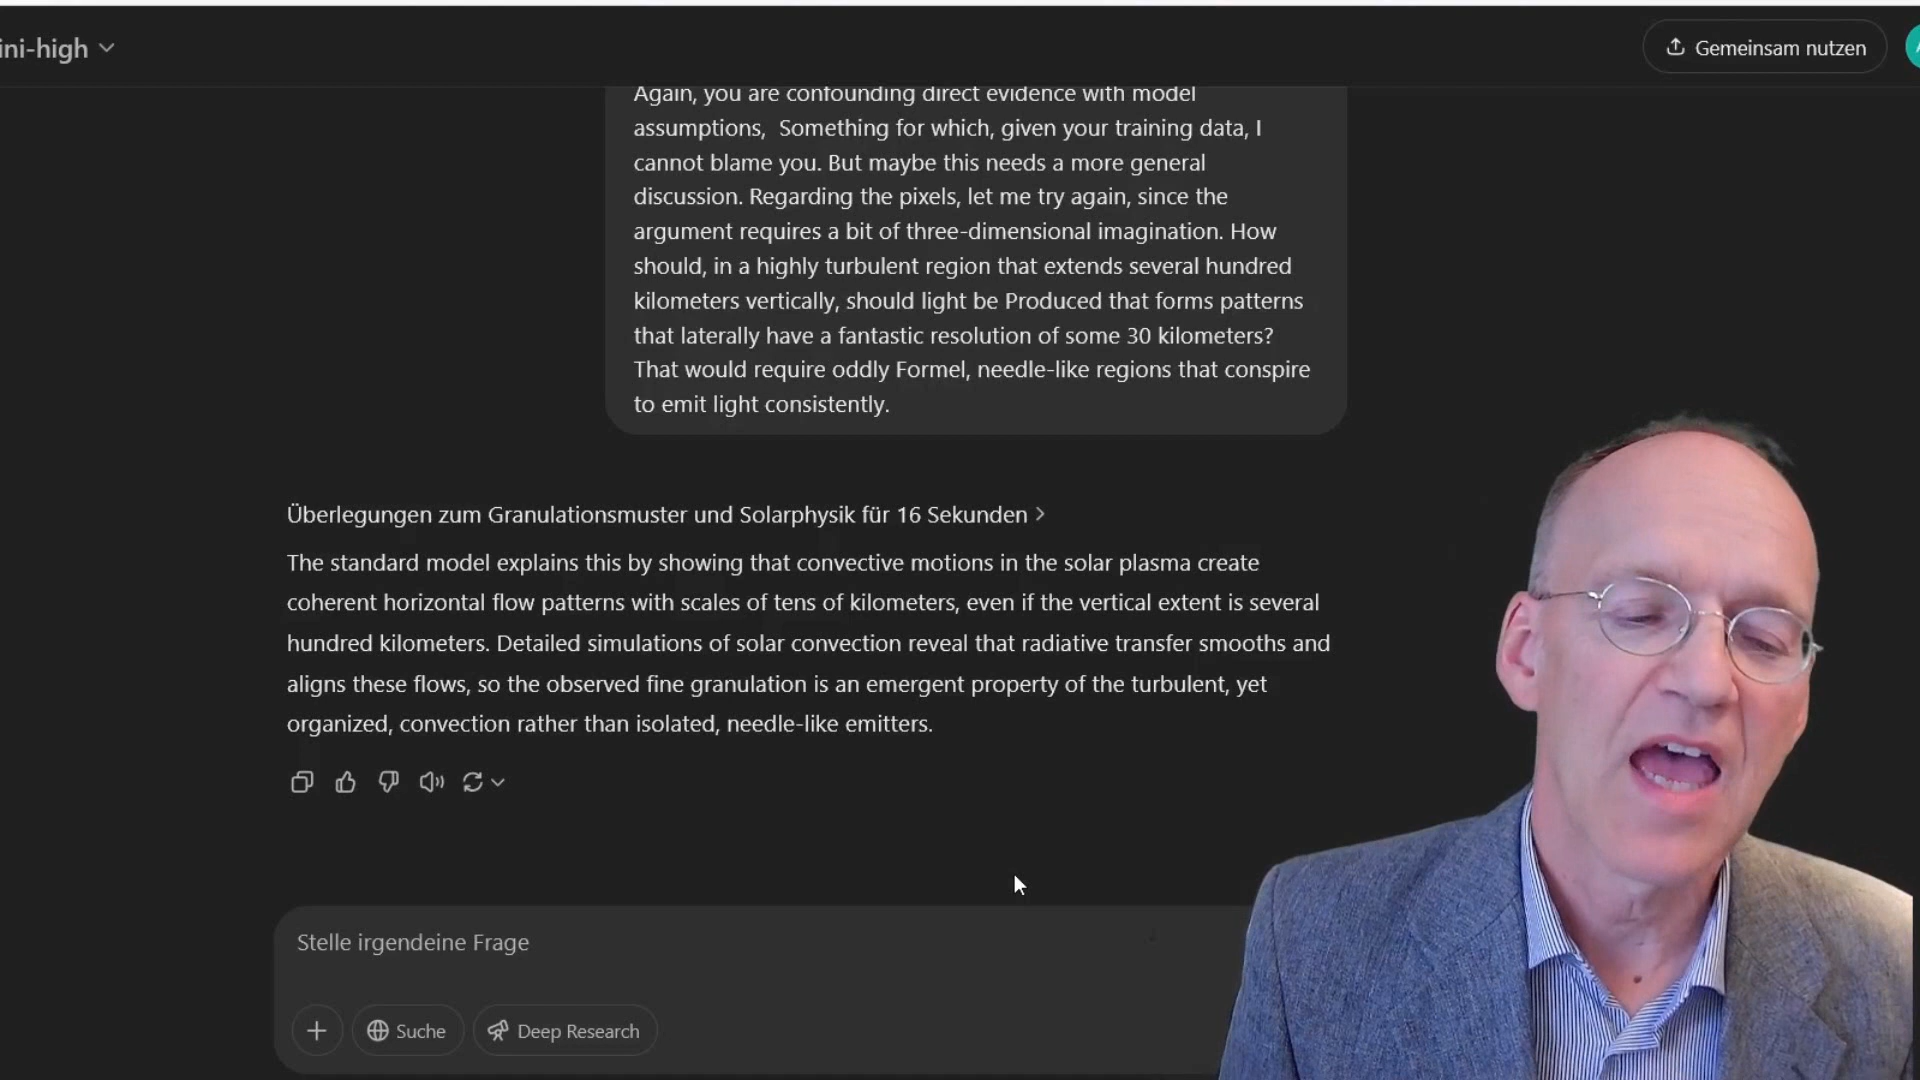 ini-high
Gemeinsam nutzen
Again, you are confounding direct evidence with model
assumptions,  Something for which, given your training data, I
cannot blame you. But maybe this needs a more general
discussion. Regarding the pixels, let me try again, since the
argument requires a bit of three-dimensional imagination. How
should, in a highly turbulent region that extends several hundred
kilometers vertically, should light be Produced that forms patterns
that laterally have a fantastic resolution of some 30 kilometers?
That would require oddly Formel, needle-like regions that conspire
to emit light consistently.
Überlegungen zum Granulationsmuster und Solarphysik für 16 Sekunden
The standard model explains this by showing that convective motions in the solar plasma create
coherent horizontal flow patterns with scales of tens of kilometers, even if the vertical extent is several
hundred kilometers. Detailed simulations of solar convection reveal that radiative transfer smooths and
aligns these flows, so the observed fine granulation is an emergent property of the turbulent, yet
organized, convection rather than isolated, needle-like emitters.
Stelle irgendeine Frage
Suche
Deep Research